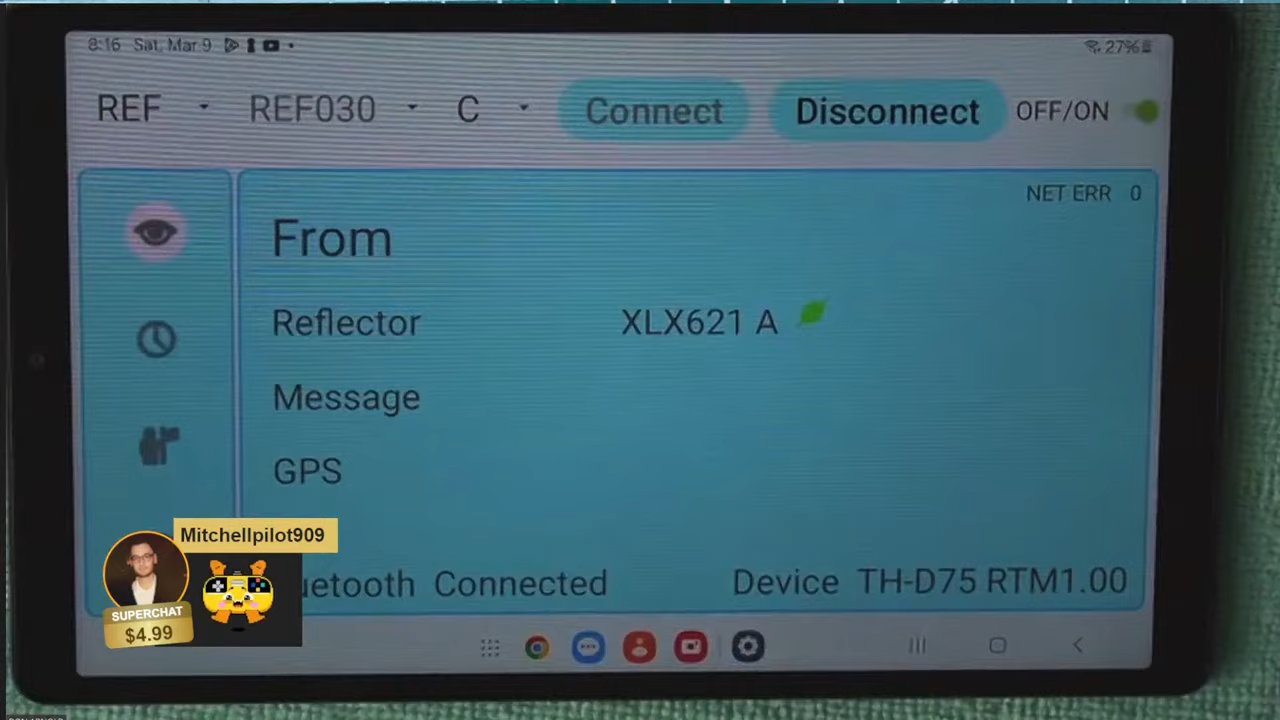 8:16 Sat, Mar 9 27%
REF REF030 C Connect Disconnect OFF/ON
NET ERR 0
From
Reflector XLX621 A
Message
GPS
Mitchellpilot909
SUPERCHAT
$4.99
uetooth Connected Device TH-D75 RTM1.00